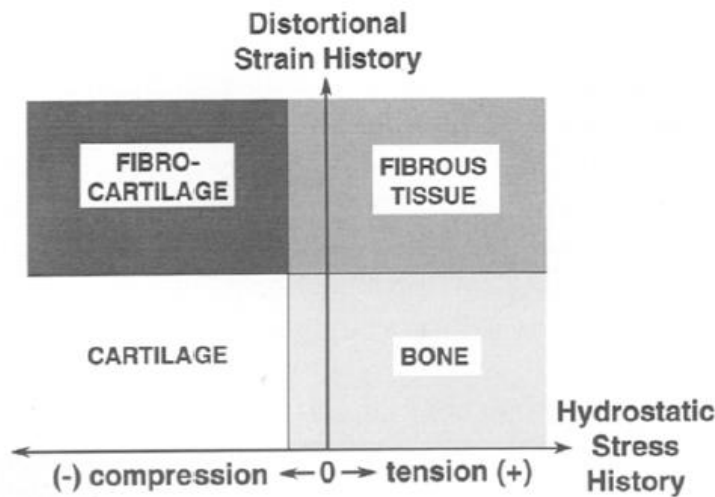 Distortional
Strain History
FIBRO-
CARTILAGE
FIBROUS
TISSUE
CARTILAGE
BONE
Hydrostatic
Stress
History
(-) compression ←0→ tension (+)